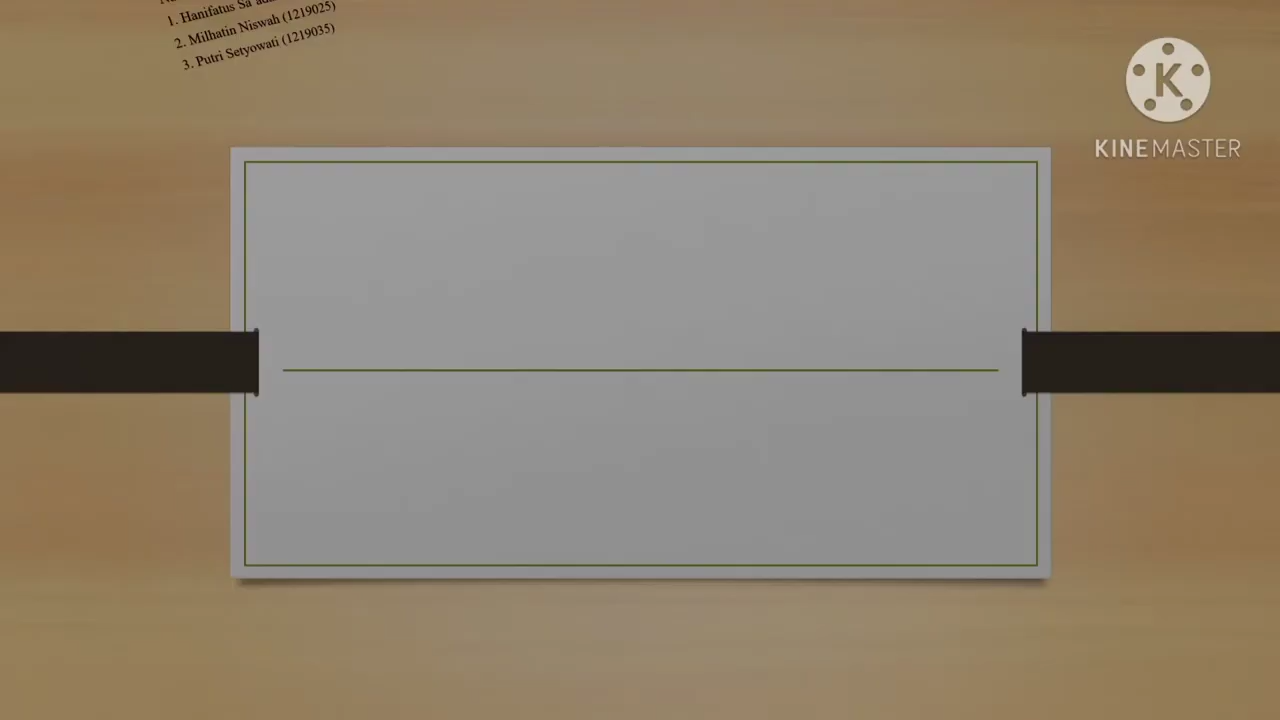 1. Hanifatus Sa'
2. Milhatin Niswah (1219025)
3. Putri Setyowati (1219035)
K
KINEMASTER